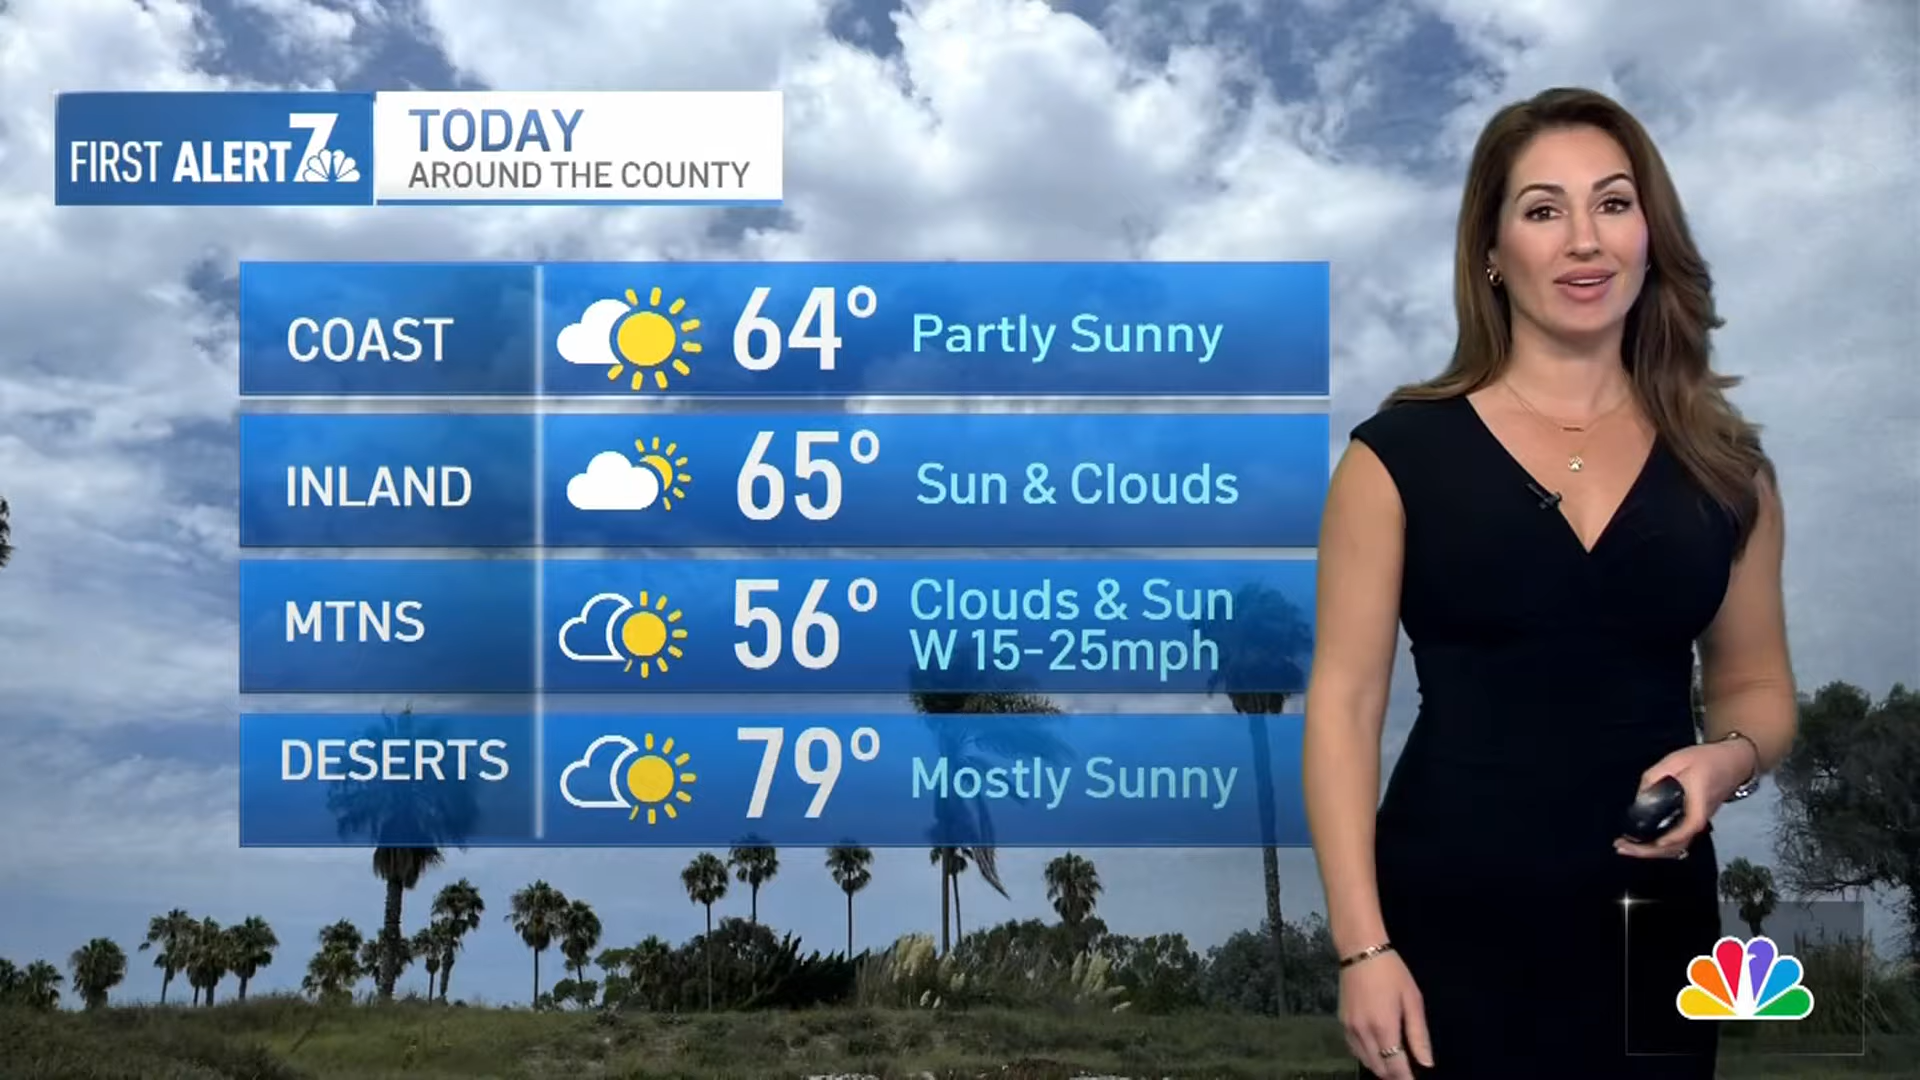 FIRST ALERT 7
TODAY
AROUND THE COUNTY
COAST 64° Partly Sunny
INLAND 65° Sun & Clouds
MTNS 56° Clouds & Sun
W 15-25mph
DESERTS 79° Mostly Sunny